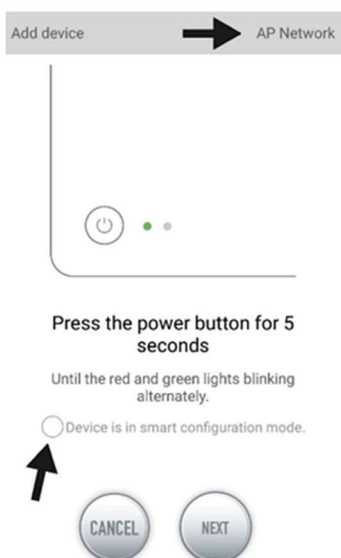 Add device AP Network
Press the power button for 5
seconds
Until the red and green lights blinking
alternately.
Device is in smart configuration mode.
CANCEL NEXT